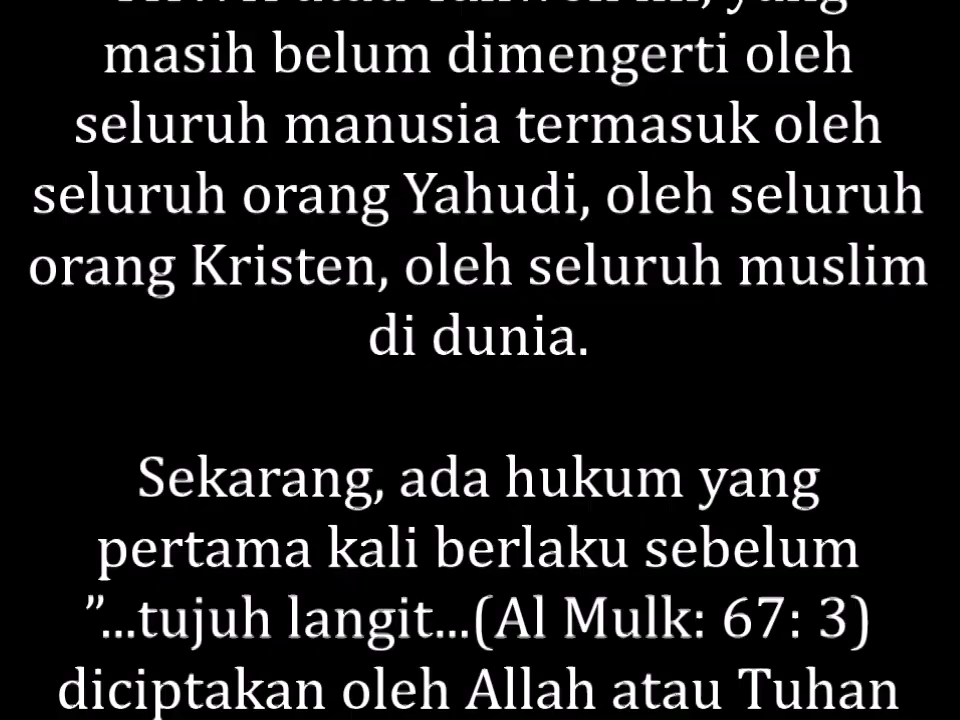 masih belum dimengerti oleh
seluruh manusia termasuk oleh
seluruh orang Yahudi, oleh seluruh
orang Kristen, oleh seluruh muslim
di dunia.
Sekarang, ada hukum yang
pertama kali berlaku sebelum
”...tujuh langit...(Al Mulk: 67: 3)
diciptakan oleh Allah atau Tuhan